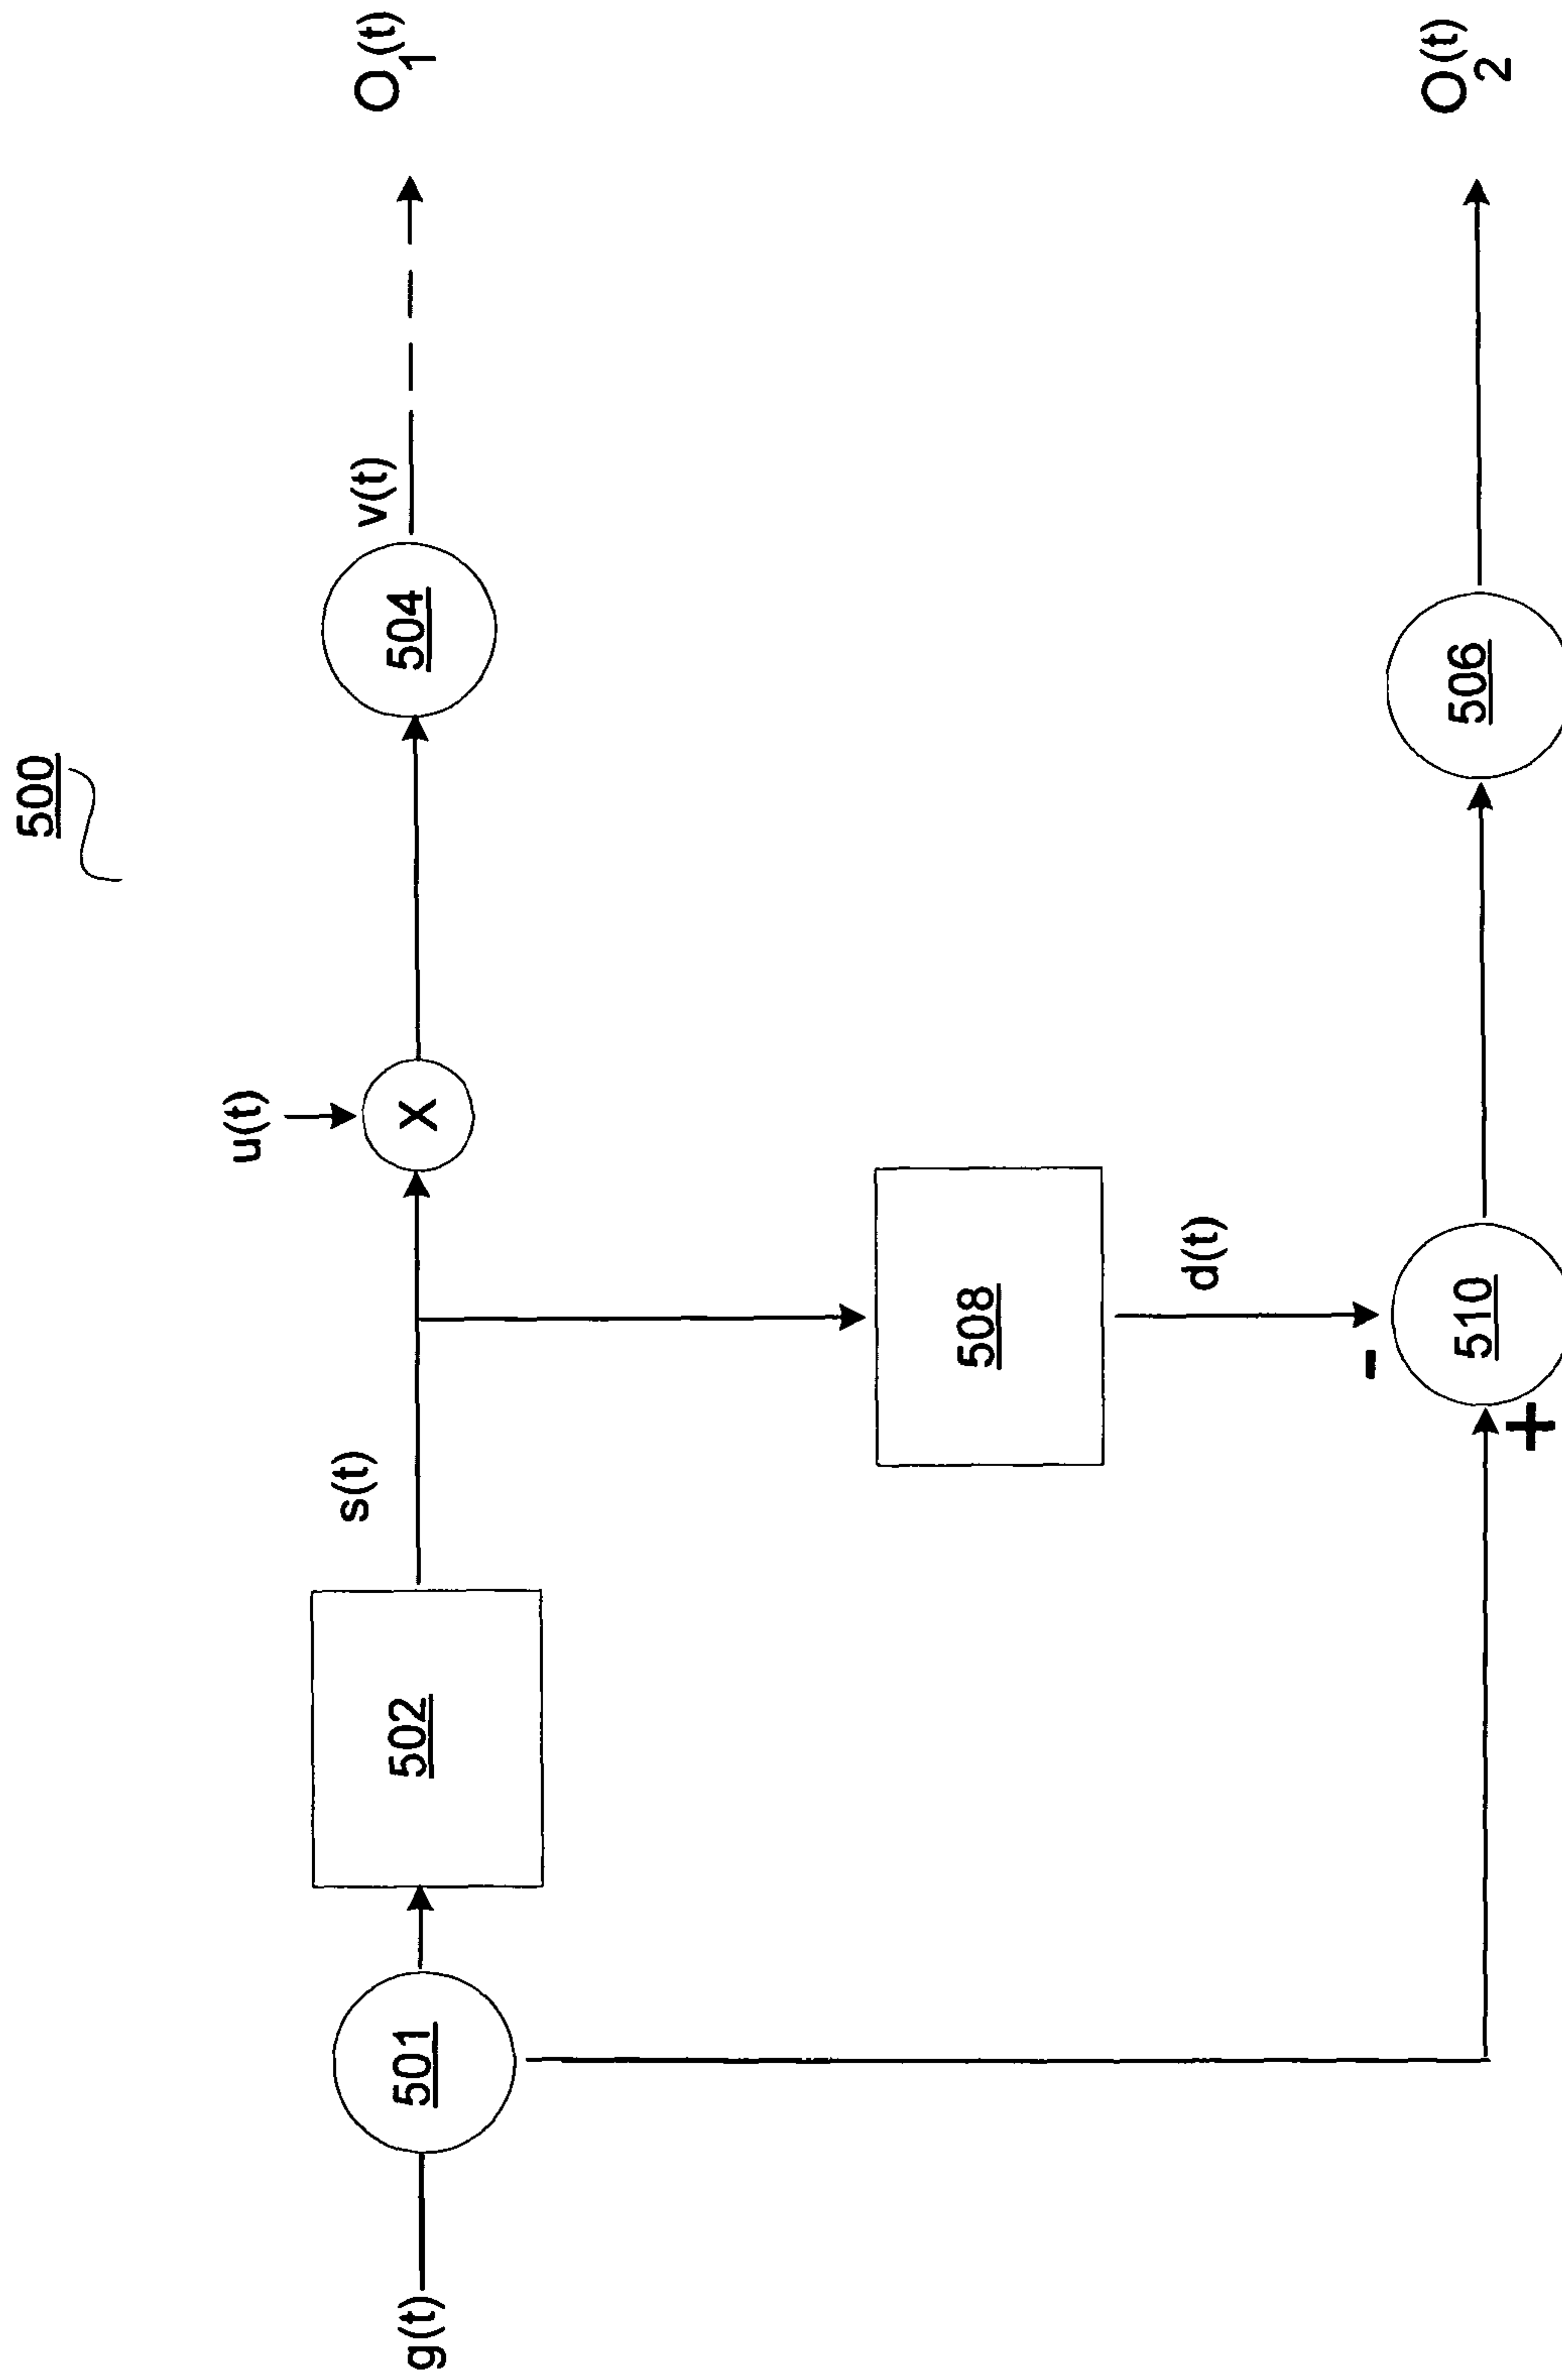 500
u(t)
g(t)
501
502
s(t)
X
504
v(t)
O1(t)
508
d(t)
-
+
510
506
O2(t)